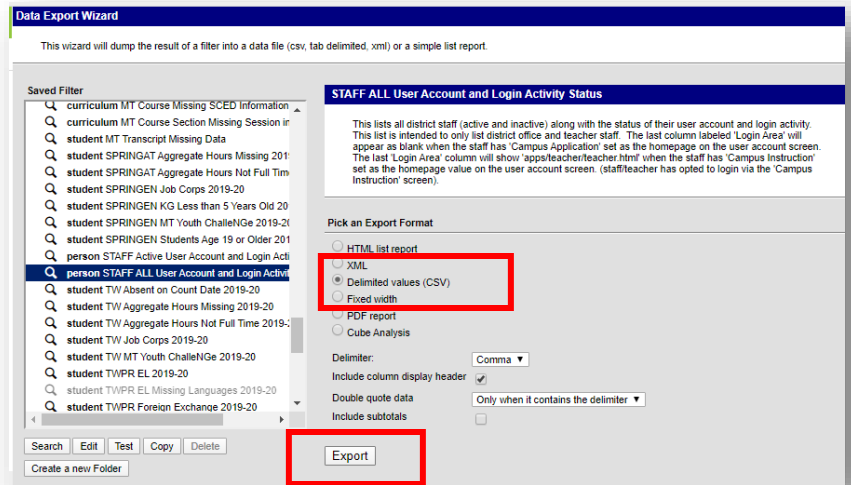 Data Export Wizard
This wizard will dump the result of a filter into a data file (csv, tab delimited, xml) or a simple list report.
Saved Filter
curriculum MT Course Missing SCED Information
curriculum MT Course Section Missing Session in
student MT Transcript Missing Data
student SPRINGAT Aggregate Hours Missing 201
student SPRINGAT Aggregate Hours Not Full Tim
student SPRINGEN Job Corps 2019-20
student SPRINGEN KG Less than 5 Years Old 20
student SPRINGEN MT Youth ChalleNGe 2019-20
student SPRINGEN Students Age 19 or Older 201
person STAFF Active User Account and Login Acti
person STAFF ALL User Account and Login Activit
student TW Absent on Count Date 2019-20
student TW Aggregate Hours Missing 2019-20
student TW Aggregate Hours Not Full Time 2019-
student TW Job Corps 2019-20
student TW MT Youth ChalleNGe 2019-20
student TWPR EL 2019-20
student TWPR EL Missing Languages 2019-20
student TWPR Foreign Exchange 2019-20
Search Edit Test Copy Delete
Create a new Folder
STAFF ALL User Account and Login Activity Status
This lists all district staff (active and inactive) along with the status of their user account and login activity.
This list is intended to only list district office and teacher staff. The last column labeled 'Login Area' will
appear as blank when the staff has 'Campus Application' set as the homepage on the user account screen.
The last 'Login Area' column will show 'apps/teacher/teacher.html' when the staff has 'Campus Instruction'
set as the homepage value on the user account screen. (staff/teacher has opted to login via the 'Campus
Instruction' screen).
Pick an Export Format
HTML list report
XML
Delimited values (CSV)
Fixed width
PDF report
Cube Analysis
Delimiter: Comma
Include column display header
Double quote data Only when it contains the delimiter
Include subtotals
Export